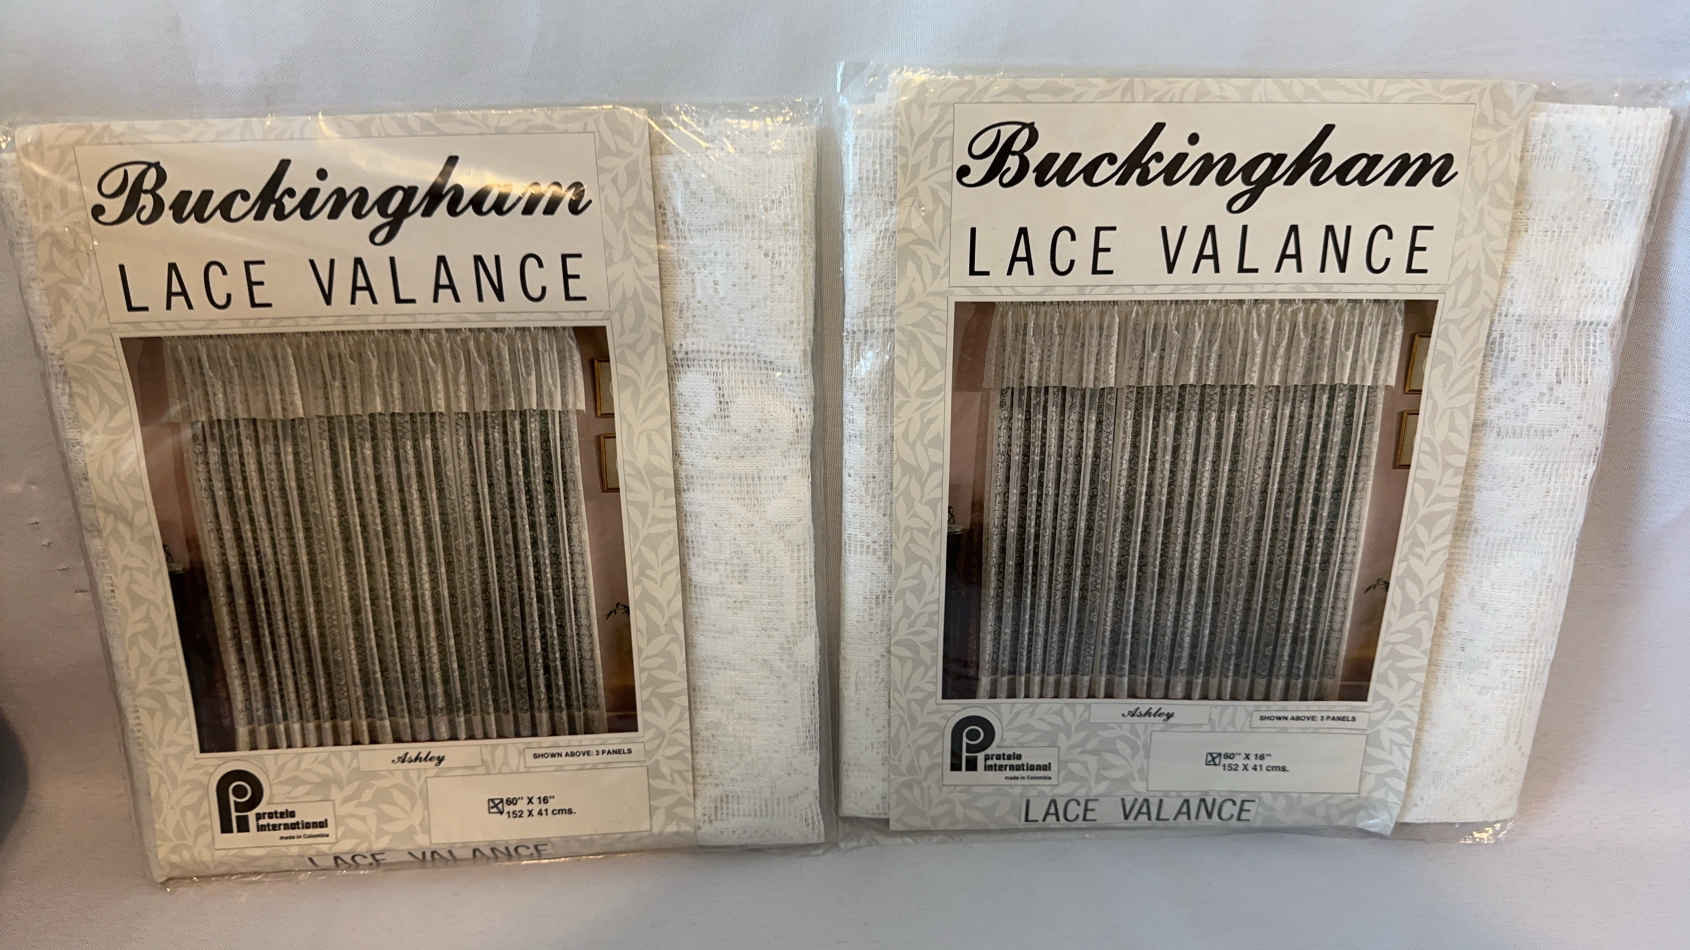 Buckingham
LACE VALANCE
Ashley
SHOWN ABOVE: 3 PANELS
protela
international
made in Colombia
60" X 16"
152 X 41 cms.
LACE VALANCE
Buckingham
LACE VALANCE
Ashley
SHOWN ABOVE: 3 PANELS
protela
international
made in Colombia
60" X 16"
152 X 41 cms.
LACE VALANCE